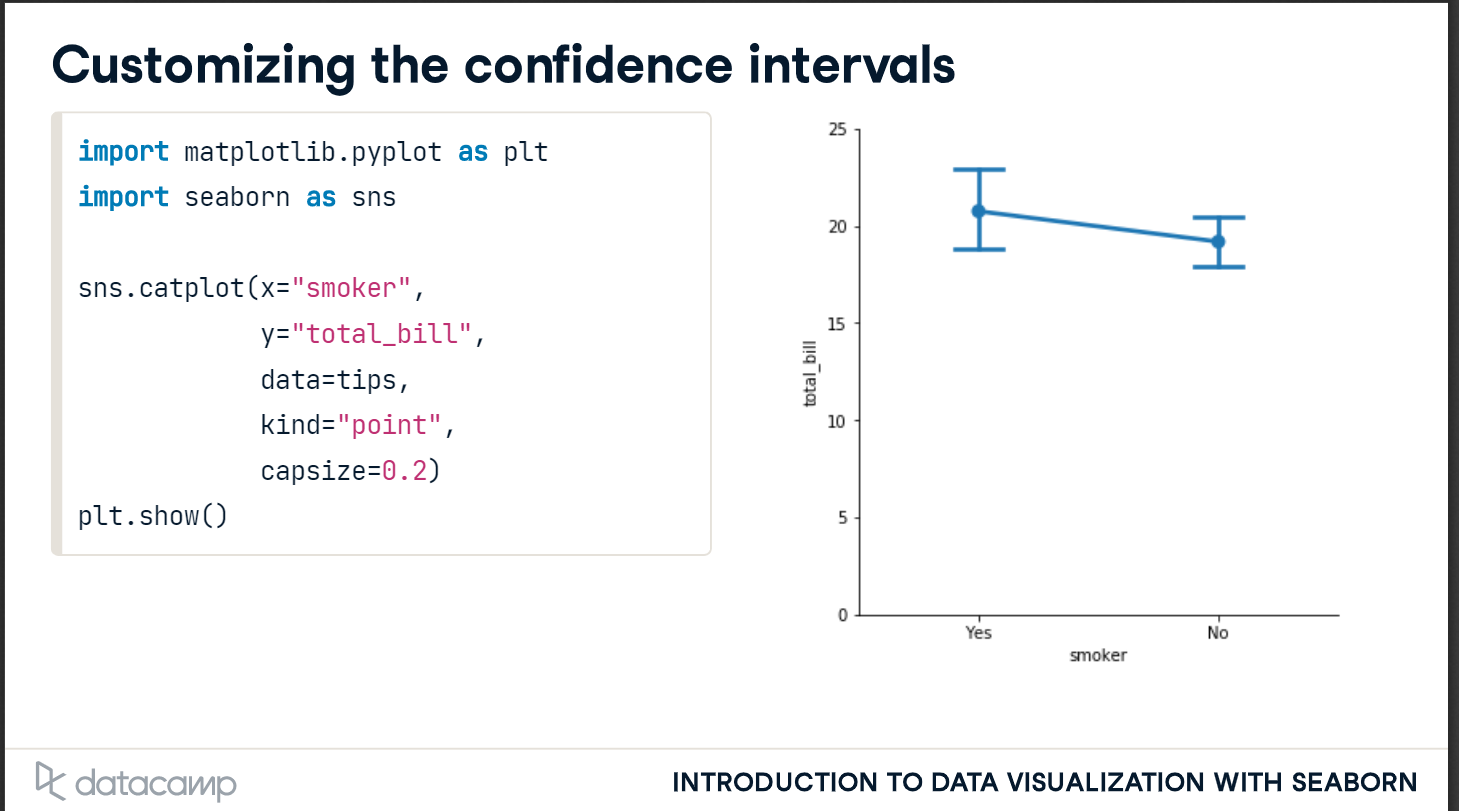 Customizing the confidence intervals
import matplotlib.pyplot as plt
import seaborn as sns
sns.catplot(x="smoker",
y="total_bill",
data=tips,
kind="point",
capsize=0.2)
plt.show()
25
20
15
10
5
0
total_bill
Yes No
smoker
datacamp
INTRODUCTION TO DATA VISUALIZATION WITH SEABORN